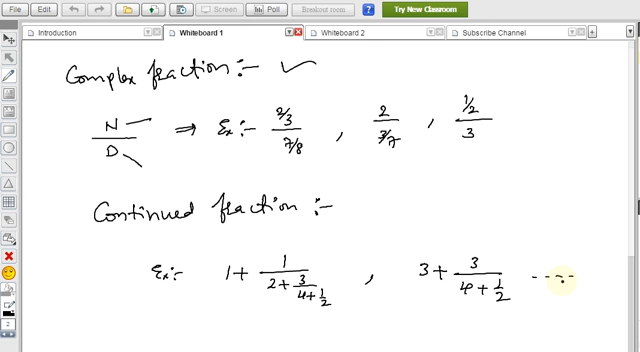 Screen Poll Breakout room ? Try New Classroom
Introduction Whiteboard 1 Whiteboard 2 Subscribe Channel
Complex fraction :- ✓
N/D ⇒ Ex :- (2/3)/(7/8) , 2/(3/7) , (1/2)/3
Continued fraction :-
Ex :- 1 + 1/(2 + 3/(4 + 1/2)) , 3 + 3/(4 + 1/2) -----
2